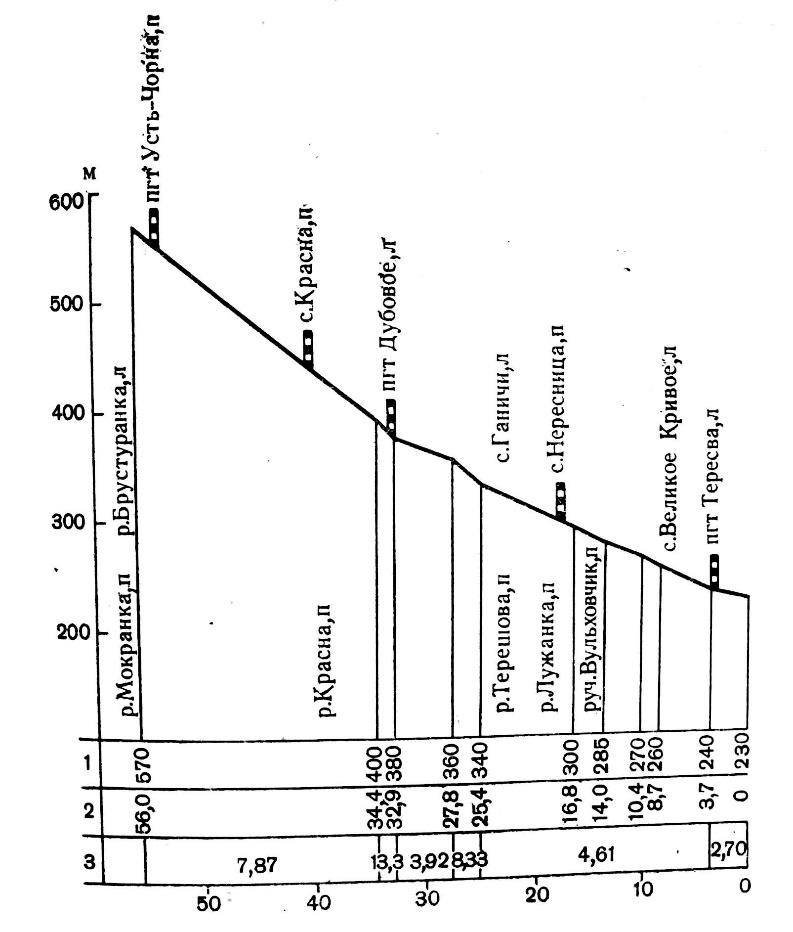 м
600
500
400
300
200
пгт Усть-Чорна,п
с.Красна,п
пгт Дубовое,л
с.Ганичи,л
с.Нересница,п
с.Великое Кривое,л
пгт Тересва,л
р.Мокранка,п
р.Брустуранка,л
р.Красна,п
р.Терешова,п
р.Лужанка,п
руч.Вульховчик,п
1 570 400 380 360 340 300 285 270 260 240 230
2 56,0 34,4 32,9 27,8 25,4 16,8 14,0 10,4 8,7 3,7 0
3 7,87 13,3 3,92 8,33 4,61 2,70
50 40 30 20 10 0